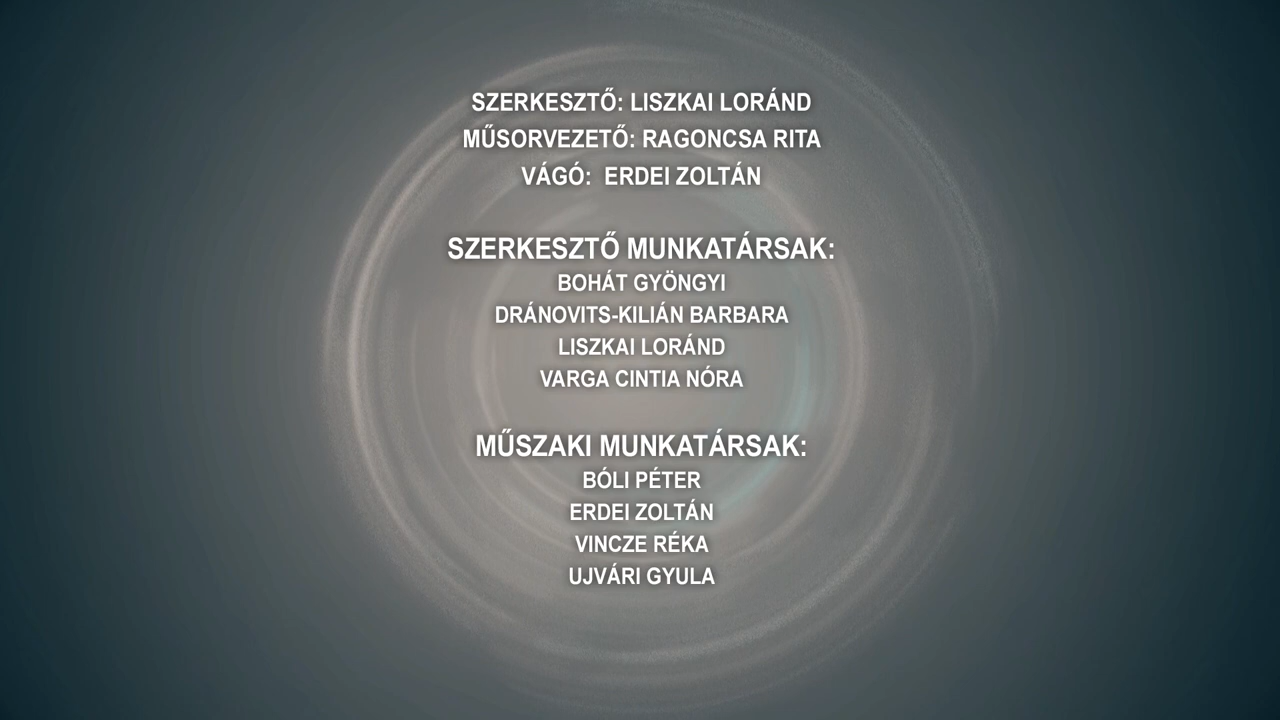 SZERKESZTŐ: LISZKAI LORÁND
MŰSORVEZETŐ: RAGONCSA RITA
VÁGÓ:  ERDEI ZOLTÁN
SZERKESZTŐ MUNKATÁRSAK:
BOHÁT GYÖNGYI
DRÁNOVITS-KILIÁN BARBARA
LISZKAI LORÁND
VARGA CINTIA NÓRA
MŰSZAKI MUNKATÁRSAK:
BÓLI PÉTER
ERDEI ZOLTÁN
VINCZE RÉKA
UJVÁRI GYULA